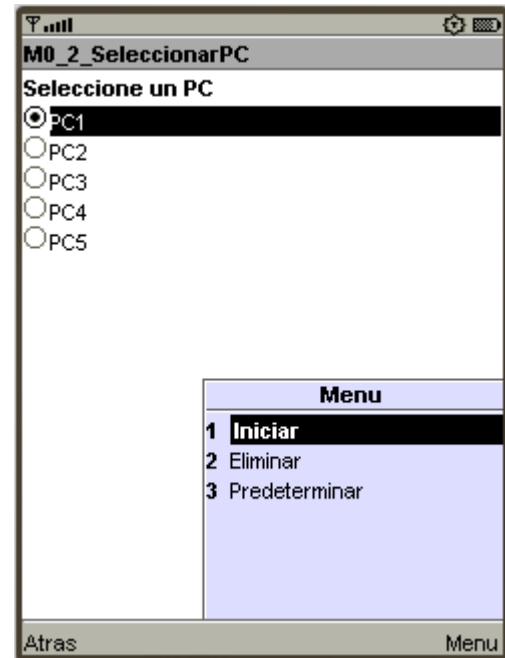 M0_2_SeleccionarPC
Seleccione un PC
PC1
PC2
PC3
PC4
PC5
Menu
1 Iniciar
2 Eliminar
3 Predeterminar
Atras Menu